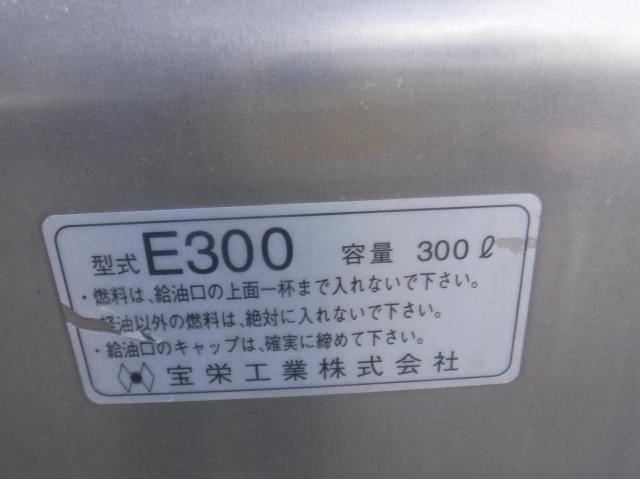 型式 E300 容量 300ℓ
・燃料は、給油口の上面一杯まで入れないで下さい。
軽油以外の燃料は、絶対に入れないで下さい。
・給油口のキャップは、確実に締めて下さい。
宝栄工業株式会社